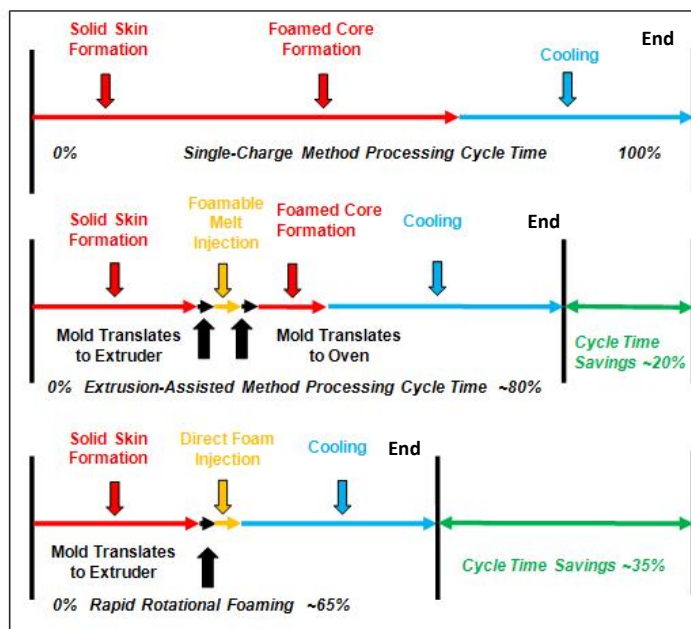 Solid Skin
Formation
Foamed Core
Formation
Cooling
End
0% Single-Charge Method Processing Cycle Time 100%
Solid Skin
Formation
Foamable
Melt
Injection
Foamed Core
Formation
Cooling
End
Mold Translates
to Extruder
Mold Translates
to Oven
Cycle Time
Savings ~20%
0% Extrusion-Assisted Method Processing Cycle Time ~80%
Solid Skin
Formation
Direct Foam
Injection
Cooling
End
Mold Translates
to Extruder
Cycle Time Savings ~35%
0% Rapid Rotational Foaming ~65%